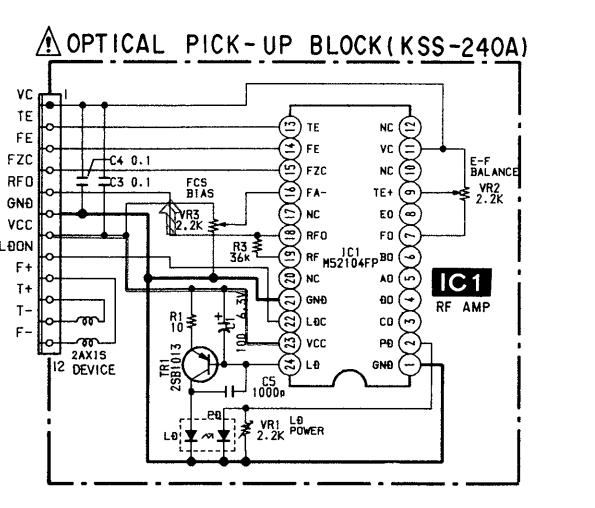 OPTICAL PICK-UP BLOCK(KSS-240A)
VC
1
TE
FE
FZC
RFO
GND
VCC
LDON
F+
T+
T-
F-
12
2AXIS
DEVICE
C4 0.1
C3 0.1
FCS
BIAS
VR3
2.2K
R3
36k
R1
10
C1
100 6.3V
TR1
2SB1013
C5
1000p
LD
PD
VR1
2.2K
LD
POWER
13 TE
14 FE
15 FZC
16 FA-
17 NC
18 RFO
19 RF
20 NC
21 GND
22 LDC
23 VCC
24 LD
NC 12
VC 11
NC 10
TE+ 9
EO 8
FO 7
BO 6
AO 5
DO 4
CO 3
PD 2
GND 1
IC1
M52104FP
E-F
BALANCE
VR2
2.2K
IC1
RF AMP